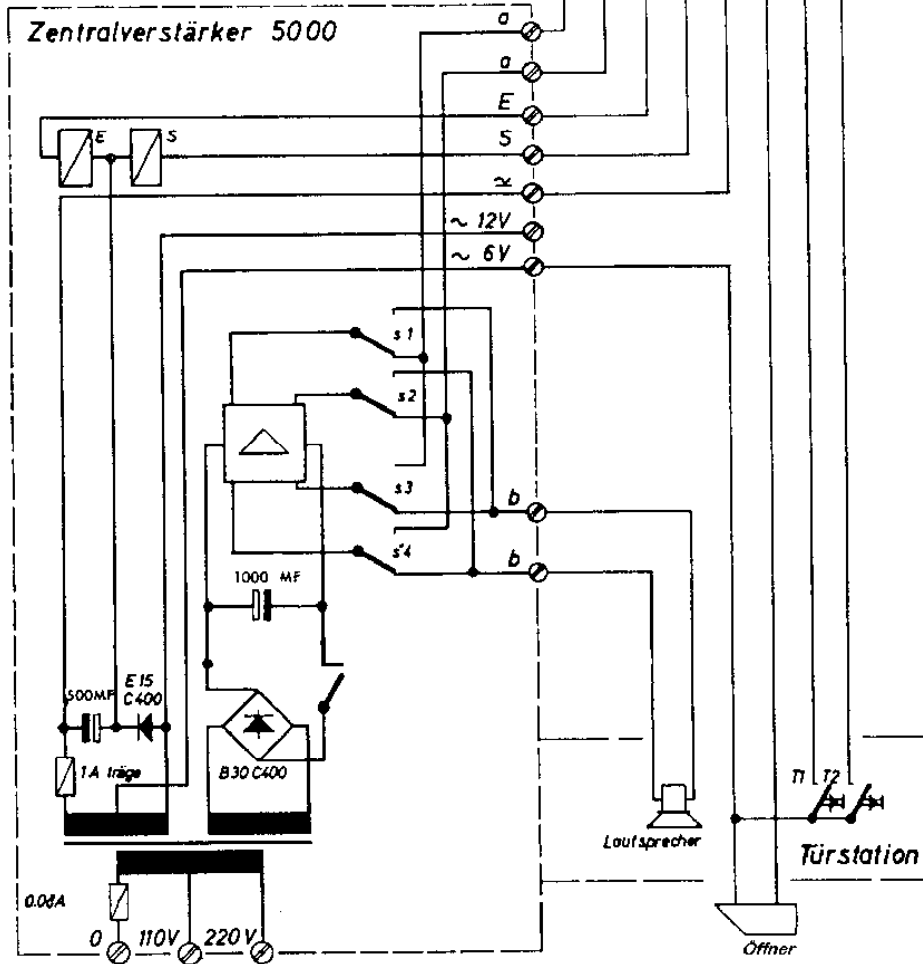 Zentralverstärker 5000
a
a
E
E S
S
≃
~ 12V
~ 6V
s1
s2
s3
b
s4
b
1000 MF
500MF
E15
C400
1A träge
B30C400
T1 T2
Lautsprecher
Türstation
0.08A
0 110V 220V
Öffner